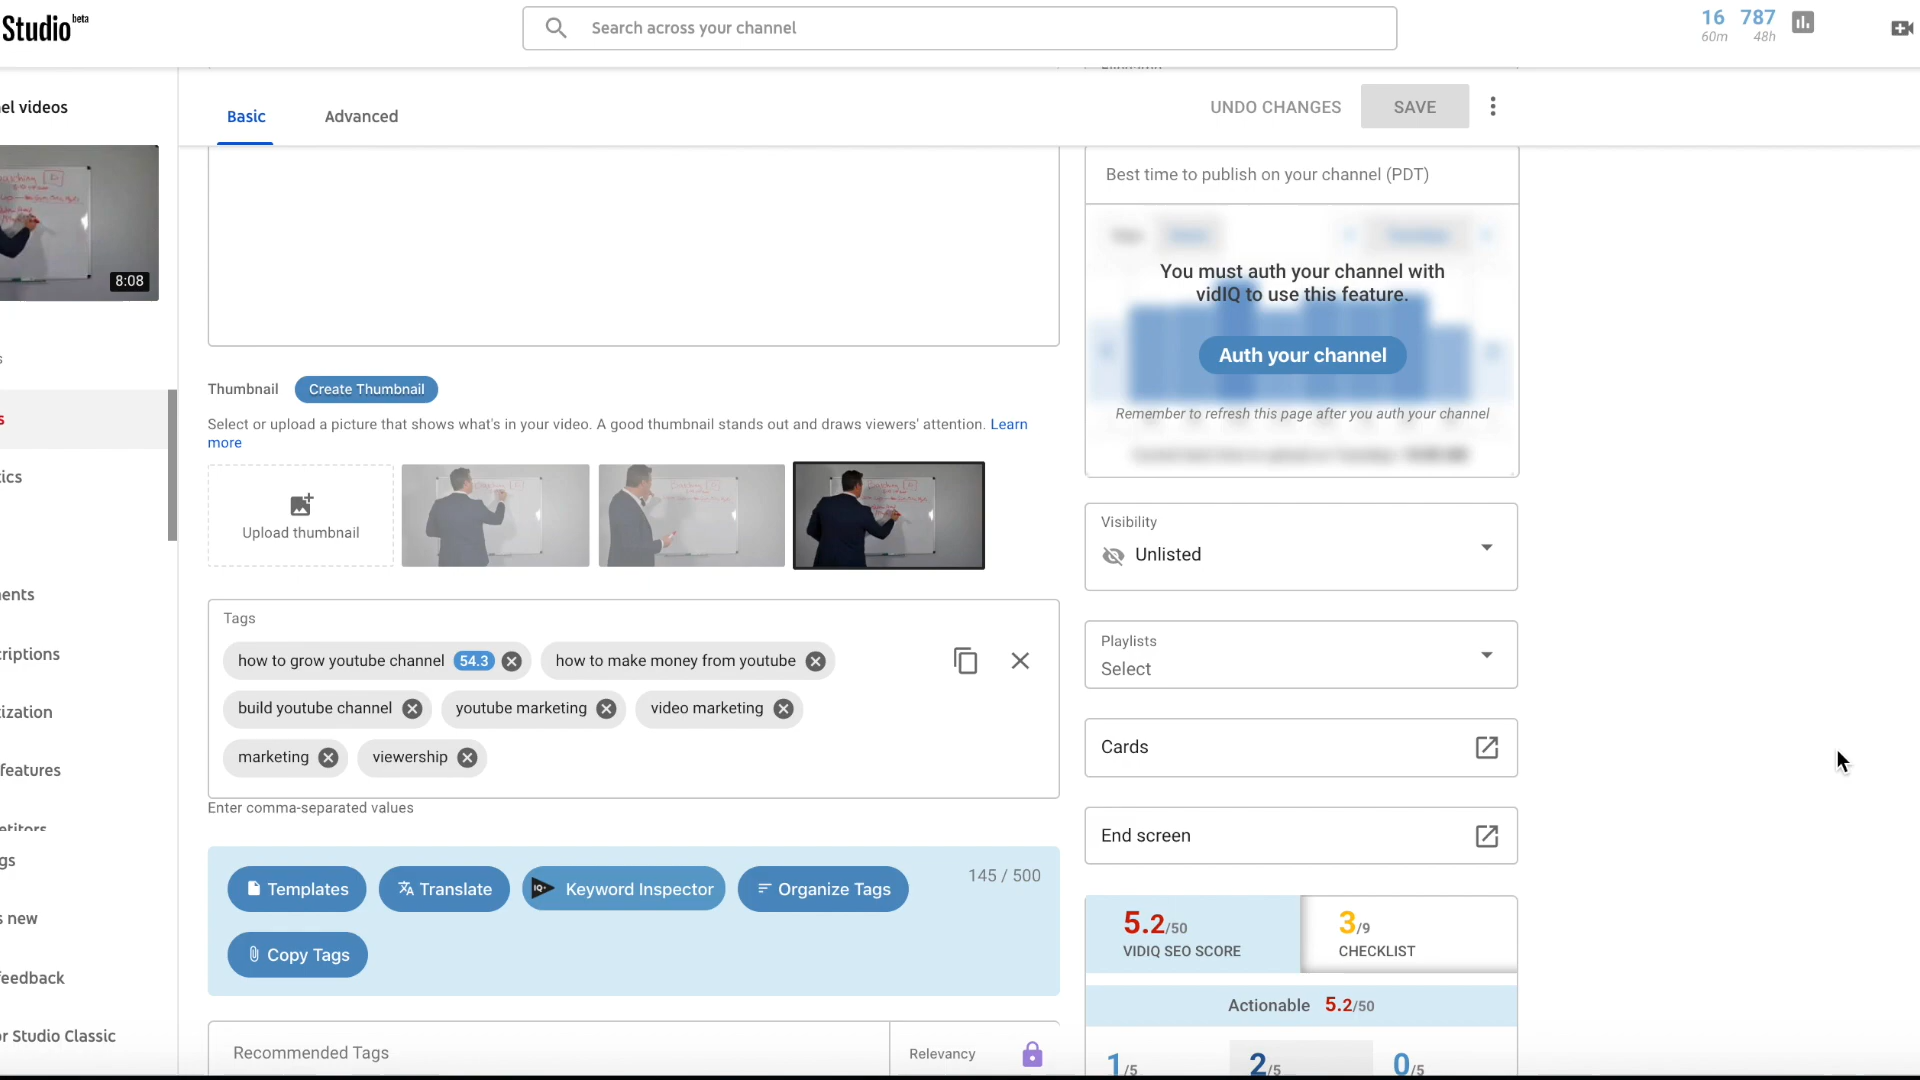 Studio beta
Search across your channel
16 787
60m 48h
el videos
Basic
Advanced
UNDO CHANGES
SAVE
8:08
s
s
ics
ents
criptions
ization
features
etitors
gs
s new
feedback
or Studio Classic
Thumbnail
Create Thumbnail
Select or upload a picture that shows what's in your video. A good thumbnail stands out and draws viewers' attention. Learn
more
Upload thumbnail
Tags
how to grow youtube channel 54.3
how to make money from youtube
build youtube channel
youtube marketing
video marketing
marketing
viewership
Enter comma-separated values
Templates
Translate
IQ+ Keyword Inspector
Organize Tags
145 / 500
Copy Tags
Recommended Tags
Relevancy
Best time to publish on your channel (PDT)
You must auth your channel with
vidIQ to use this feature.
Auth your channel
Remember to refresh this page after you auth your channel
Visibility
Unlisted
Playlists
Select
Cards
End screen
5.2/50
VIDIQ SEO SCORE
3/9
CHECKLIST
Actionable 5.2/50
1/5
2/5
0/5